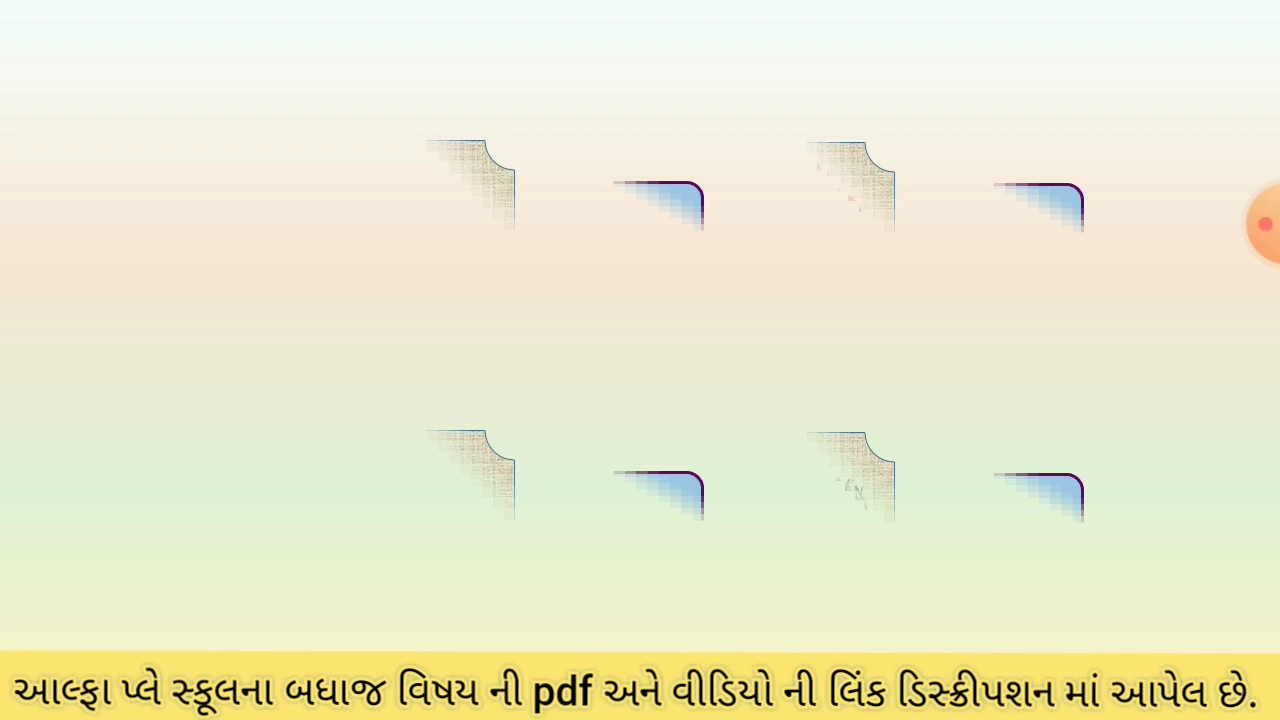 આલ્ફા પ્લે સ્કૂલના બધાજ વિષય ની pdf અને વીડિયો ની લિંક ડિસ્ક્રીપશન માં આપેલ છે.